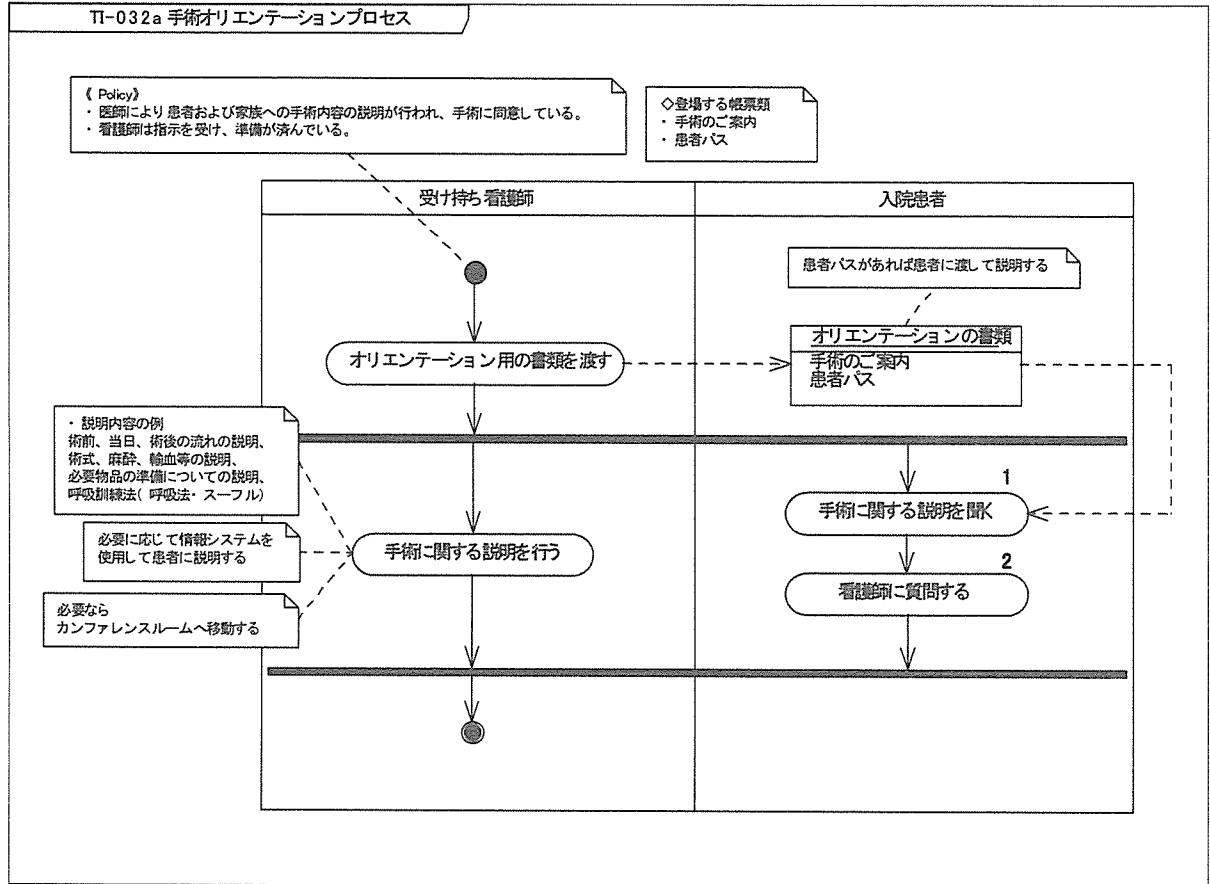 TI-032a 手術オリエンテーションプロセス
《 Policy》
・ 医師により患者および家族への手術内容の説明が行われ、手術に同意している。
・ 看護師は指示を受け、準備が済んでいる。
◇登場する帳票類
・ 手術のご案内
・ 患者パス
受け持ち看護師
入院患者
患者パスがあれば患者に渡して説明する
オリエンテーション用の書類を渡す
オリエンテーションの書類
手術のご案内
患者パス
・ 説明内容の例
術前、当日、術後の流れの説明、
術式、麻酔、輸血等の説明、
必要物品の準備についての説明、
呼吸訓練法( 呼吸法・ スーフル)
1
手術に関する説明を聞く
必要に応じて情報システムを
使用して患者に説明する
手術に関する説明を行う
2
看護師に質問する
必要なら
カンファレンスルームへ移動する